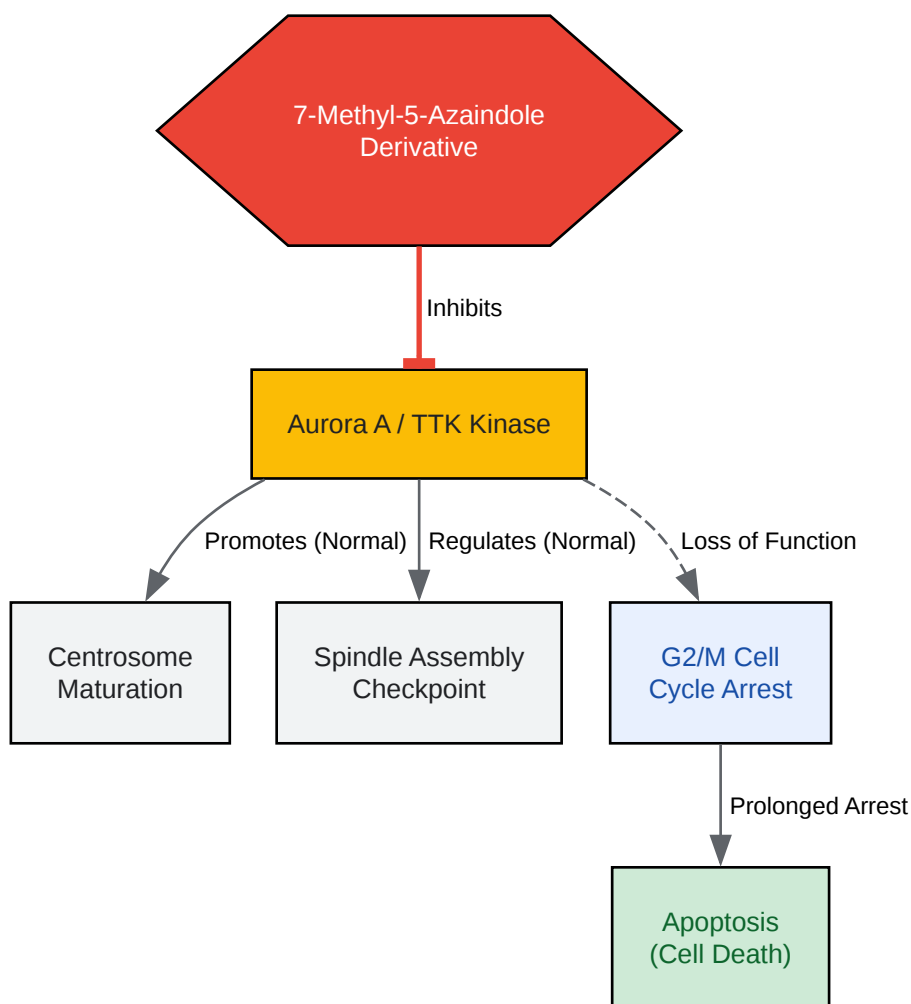 7-Methyl-5-Azaindole
Derivative
Inhibits
Aurora A / TTK Kinase
Promotes (Normal)
Regulates (Normal)
Loss of Function
Centrosome
Maturation
Spindle Assembly
Checkpoint
G2/M Cell
Cycle Arrest
Prolonged Arrest
Apoptosis
(Cell Death)